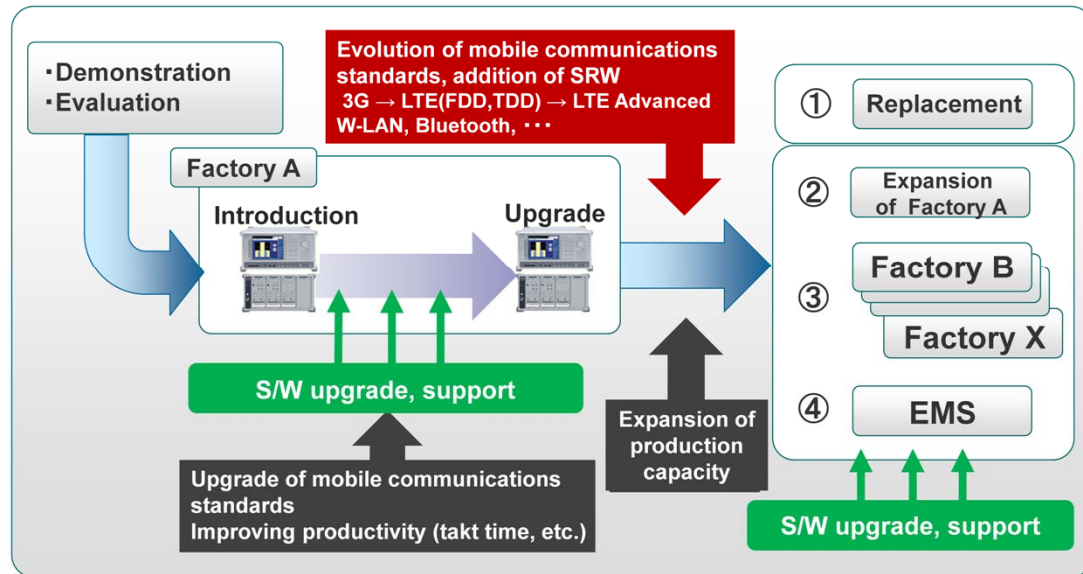 ・Demonstration
・Evaluation
Evolution of mobile communications
standards, addition of SRW
3G → LTE(FDD,TDD) → LTE Advanced
W-LAN, Bluetooth, ･･･
Factory A
Introduction
Upgrade
S/W upgrade, support
Upgrade of mobile communications
standards
Improving productivity (takt time, etc.)
Expansion of
production
capacity
① Replacement
② Expansion
of Factory A
③ Factory B
Factory X
④ EMS
S/W upgrade, support